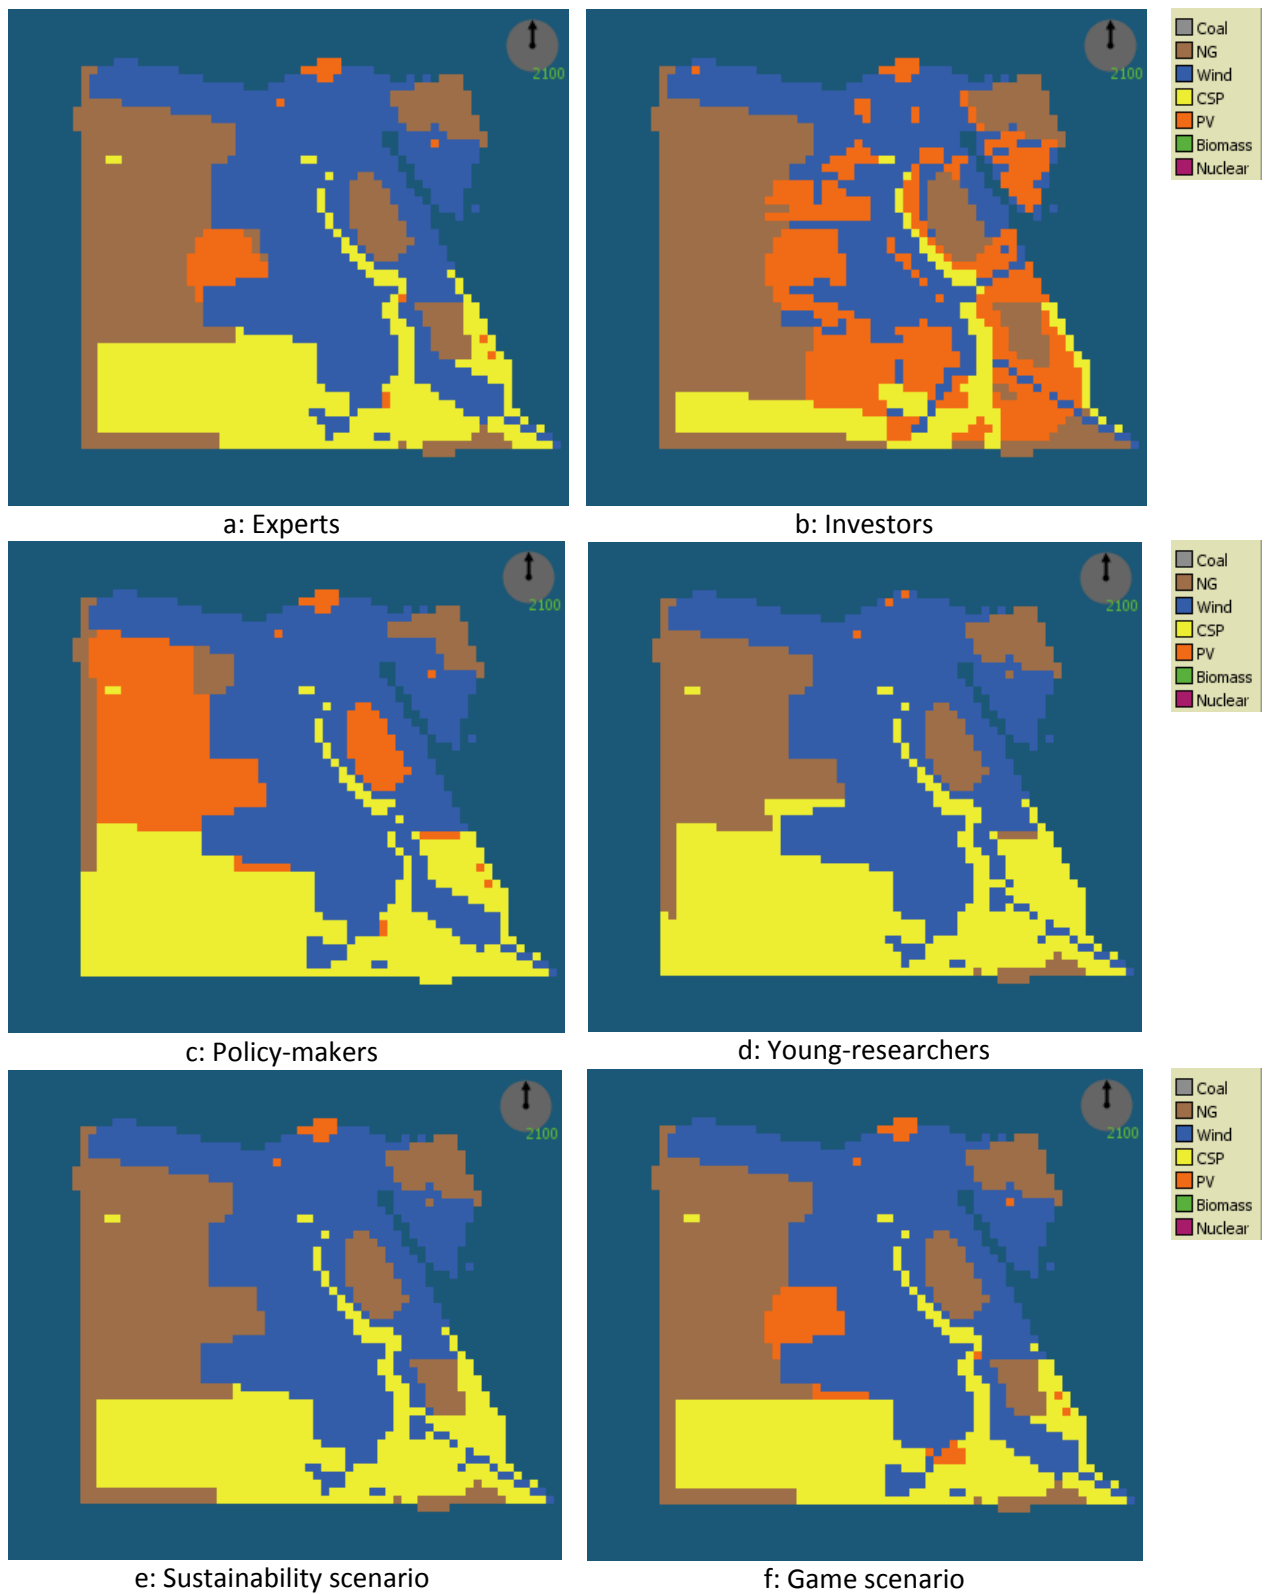 2100
2100
Coal
NG
Wind
CSP
PV
Biomass
Nuclear
a: Experts
b: Investors
2100
2100
Coal
NG
Wind
CSP
PV
Biomass
Nuclear
c: Policy-makers
d: Young-researchers
2100
2100
Coal
NG
Wind
CSP
PV
Biomass
Nuclear
e: Sustainability scenario
f: Game scenario